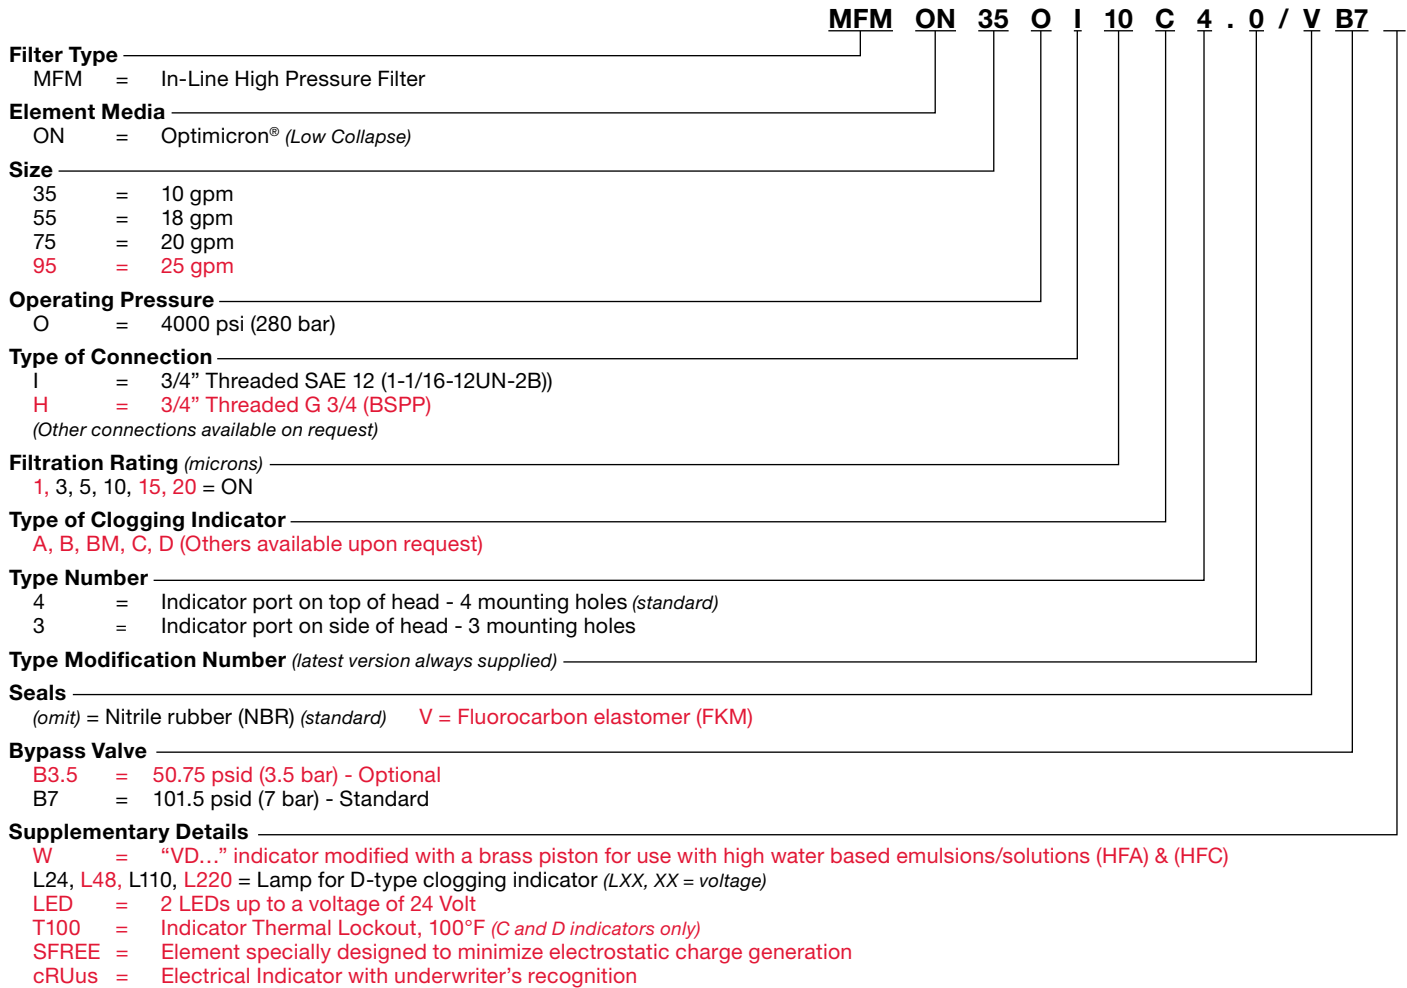 MFM ON 35 O I 10 C 4 . 0 / V B7
Filter Type
MFM = In-Line High Pressure Filter
Element Media
ON = Optimicron® (Low Collapse)
Size
35 = 10 gpm
55 = 18 gpm
75 = 20 gpm
95 = 25 gpm
Operating Pressure
O = 4000 psi (280 bar)
Type of Connection
I = 3/4” Threaded SAE 12 (1-1/16-12UN-2B))
H = 3/4” Threaded G 3/4 (BSPP)
(Other connections available on request)
Filtration Rating (microns)
1, 3, 5, 10, 15, 20 = ON
Type of Clogging Indicator
A, B, BM, C, D (Others available upon request)
Type Number
4 = Indicator port on top of head - 4 mounting holes (standard)
3 = Indicator port on side of head - 3 mounting holes
Type Modification Number (latest version always supplied)
Seals
(omit) = Nitrile rubber (NBR) (standard) V = Fluorocarbon elastomer (FKM)
Bypass Valve
B3.5 = 50.75 psid (3.5 bar) - Optional
B7 = 101.5 psid (7 bar) - Standard
Supplementary Details
W = “VD…” indicator modified with a brass piston for use with high water based emulsions/solutions (HFA) & (HFC)
L24, L48, L110, L220 = Lamp for D-type clogging indicator (LXX, XX = voltage)
LED = 2 LEDs up to a voltage of 24 Volt
T100 = Indicator Thermal Lockout, 100°F (C and D indicators only)
SFREE = Element specially designed to minimize electrostatic charge generation
cRUus = Electrical Indicator with underwriter’s recognition